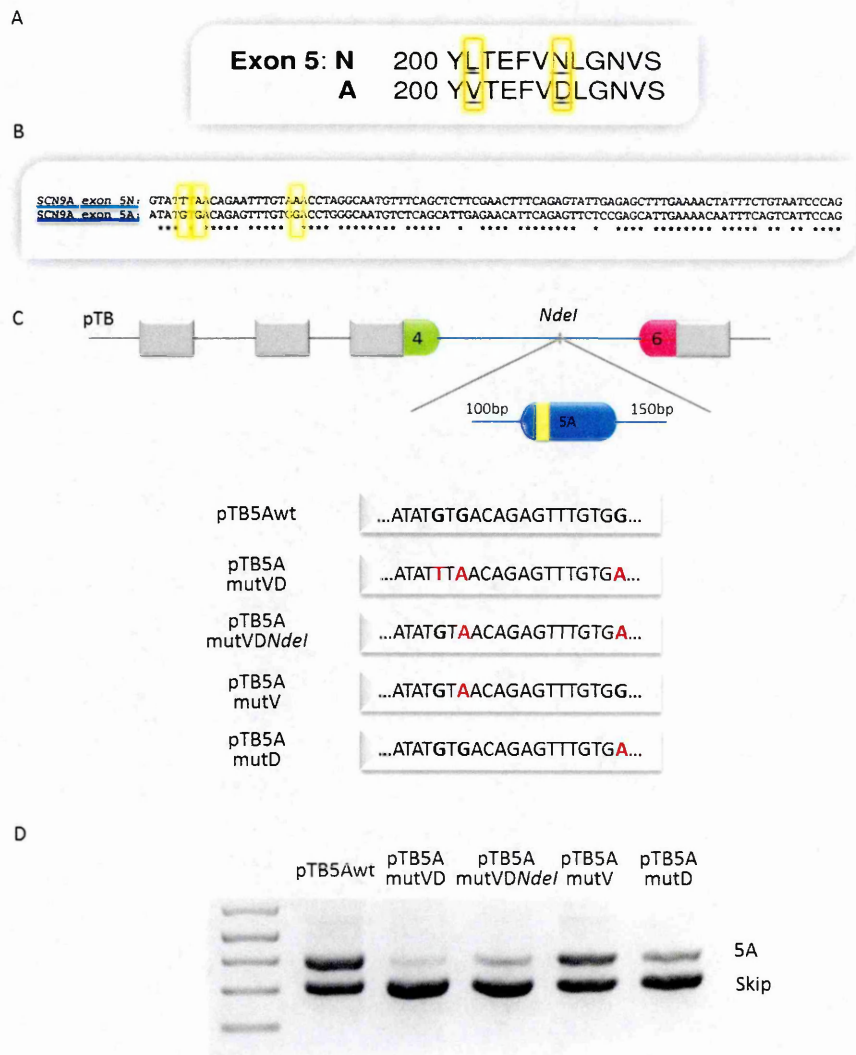 A
Exon 5: N 200 YLTEFVNLGNVS
A 200 YVTEFVDLGNVS
B
SCN9A exon 5N: GTATTTAACAGAATTTGTAAACCTAGGCAATGTTTCAGCTCTTCGAACTTTCAGAGTATTGAGAGCTTTGAAAACTATTTCTGTAATCCCAG
SCN9A exon 5A: ATATGTGACAGAGTTTGTGGACCTGGGCAATGTCTCAGCATTGAGAACATTCAGAGTTCTCCGAGCATTGAAAACAATTTCAGTCATTCCAG
C
pTB
4
NdeI
6
100bp
5A
150bp
pTB5Awt
...ATATGTGACAGAGTTTGTGG...
pTB5A
mutVD
...ATATTTAACAGAGTTTGTGA...
pTB5A
mutVDNdeI
...ATATGTAACAGAGTTTGTGA...
pTB5A
mutV
...ATATGTAACAGAGTTTGTGG...
pTB5A
mutD
...ATATGTGACAGAGTTTGTGA...
D
pTB5Awt
pTB5A
mutVD
pTB5A
mutVDNdeI
pTB5A
mutV
pTB5A
mutD
5A
Skip